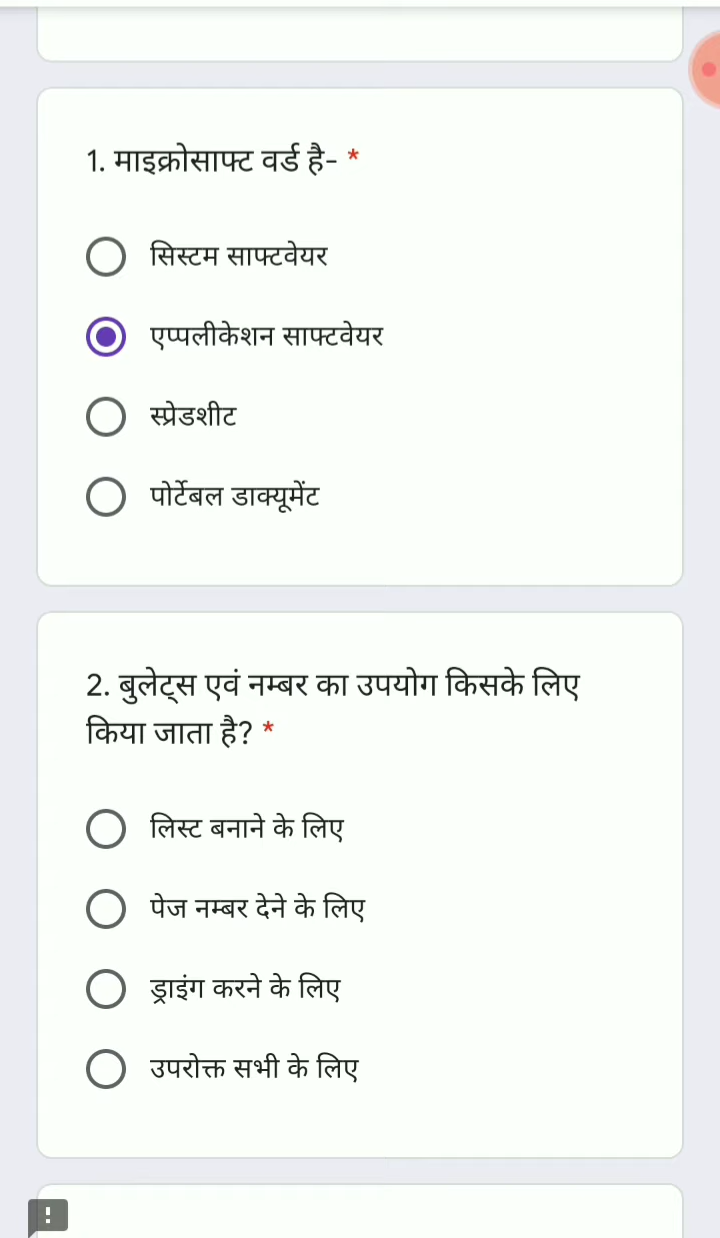 1. माइक्रोसाफ्ट वर्ड है- *
सिस्टम साफ्टवेयर
एप्पलीकेशन साफ्टवेयर
स्प्रेडशीट
पोर्टेबल डाक्यूमेंट
2. बुलेट्स एवं नम्बर का उपयोग किसके लिए
किया जाता है? *
लिस्ट बनाने के लिए
पेज नम्बर देने के लिए
ड्राइंग करने के लिए
उपरोक्त सभी के लिए